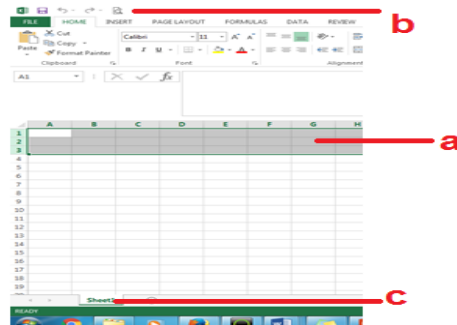 b
FILE HOME INSERT PAGE LAYOUT FORMULAS DATA REVIEW
Cut
Copy
Format Painter
Paste
Calibri 11 A A
B I U A
Clipboard Font Alignment
A1 fx
A B C D E F G H
1
2
a
3
4
5
6
7
8
9
10
11
12
13
14
15
16
17
18
19
Sheet1
c
READY